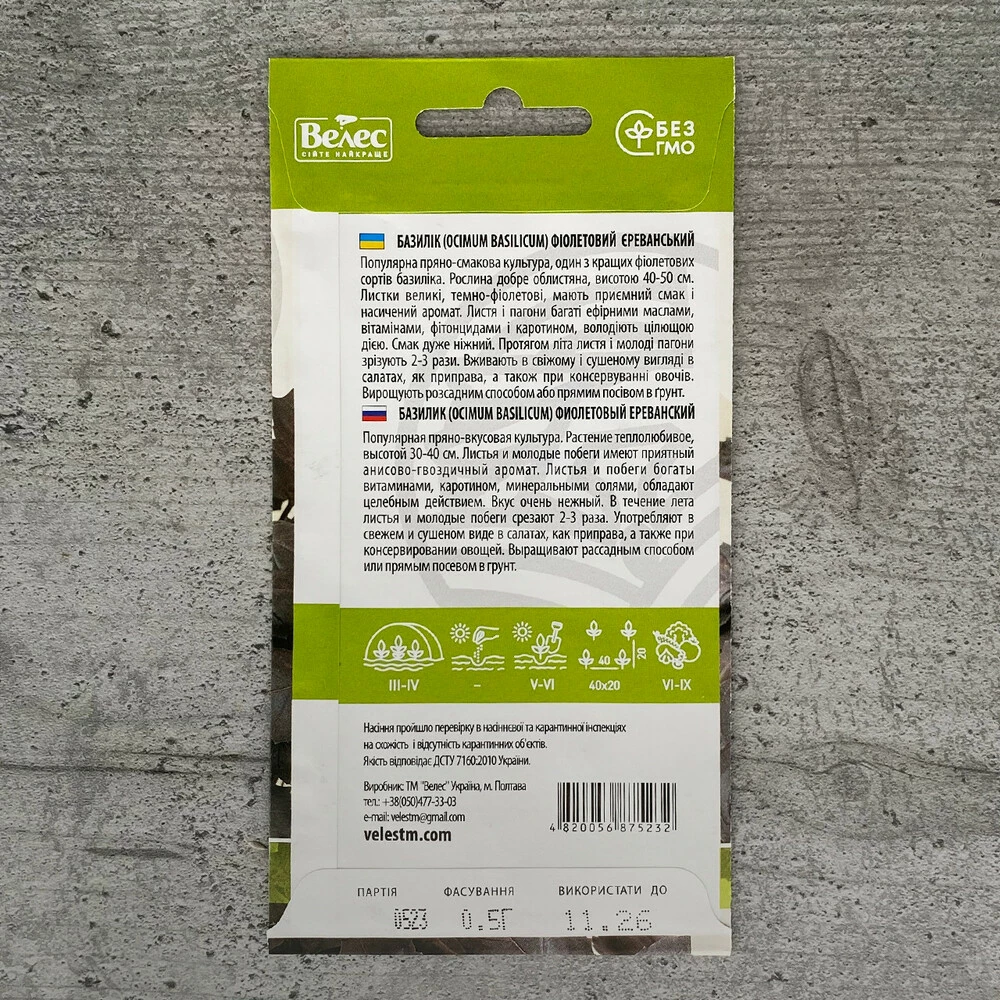 Велес
СІЙТЕ НАЙКРАЩЕ
БЕЗ
ГМО
БАЗИЛІК (OCIMUM BASILICUM) ФІОЛЕТОВИЙ ЄРЕВАНСЬКИЙ
Популярна пряно-смакова культура, один з кращих фіолетових
сортів базиліка. Рослина добре облистяна, висотою 40-50 см.
Листки великі, темно-фіолетові, мають приємний смак і
насичений аромат. Листя і пагони багаті ефірними маслами,
вітамінами, фітонцидами і каротином, володіють цілющою
дією. Смак дуже ніжний. Протягом літа листя і молоді пагони
зрізують 2-3 рази. Вживають в свіжому і сушеному вигляді в
салатах, як приправа, а також при консервуванні овочів.
Вирощують розсадним способом або прямим посівом в ґрунт.
БАЗИЛИК (OCIMUM BASILICUM) ФИОЛЕТОВЫЙ ЕРЕВАНСКИЙ
Популярная пряно-вкусовая культура. Растение теплолюбивое,
высотой 30-40 см. Листья и молодые побеги имеют приятный
анисово-гвоздичный аромат. Листья и побеги богаты
витаминами, каротином, минеральными солями, обладают
целебным действием. Вкус очень нежный. В течение лета
листья и молодые побеги срезают 2-3 раза. Употребляют в
свежем и сушеном виде в салатах, как приправа, а также при
консервировании овощей. Выращивают рассадным способом
или прямым посевом в грунт.
40 20
III-IV – V-VI 40x20 VI-IX
Насіння пройшло перевірку в насіннєвої та карантинної інспекціях
на схожість і відсутність карантинних об'єктів.
Якість відповідає ДСТУ 7160:2010 України.
Виробник: ТМ "Велес" Україна, м. Полтава
тел.: +38(050)477-33-03
e-mail: velestm@gmail.com
velestm.com
4 820056 875232
ПАРТІЯ ФАСУВАННЯ ВИКОРИСТАТИ ДО
0523 0.5Г 11.26